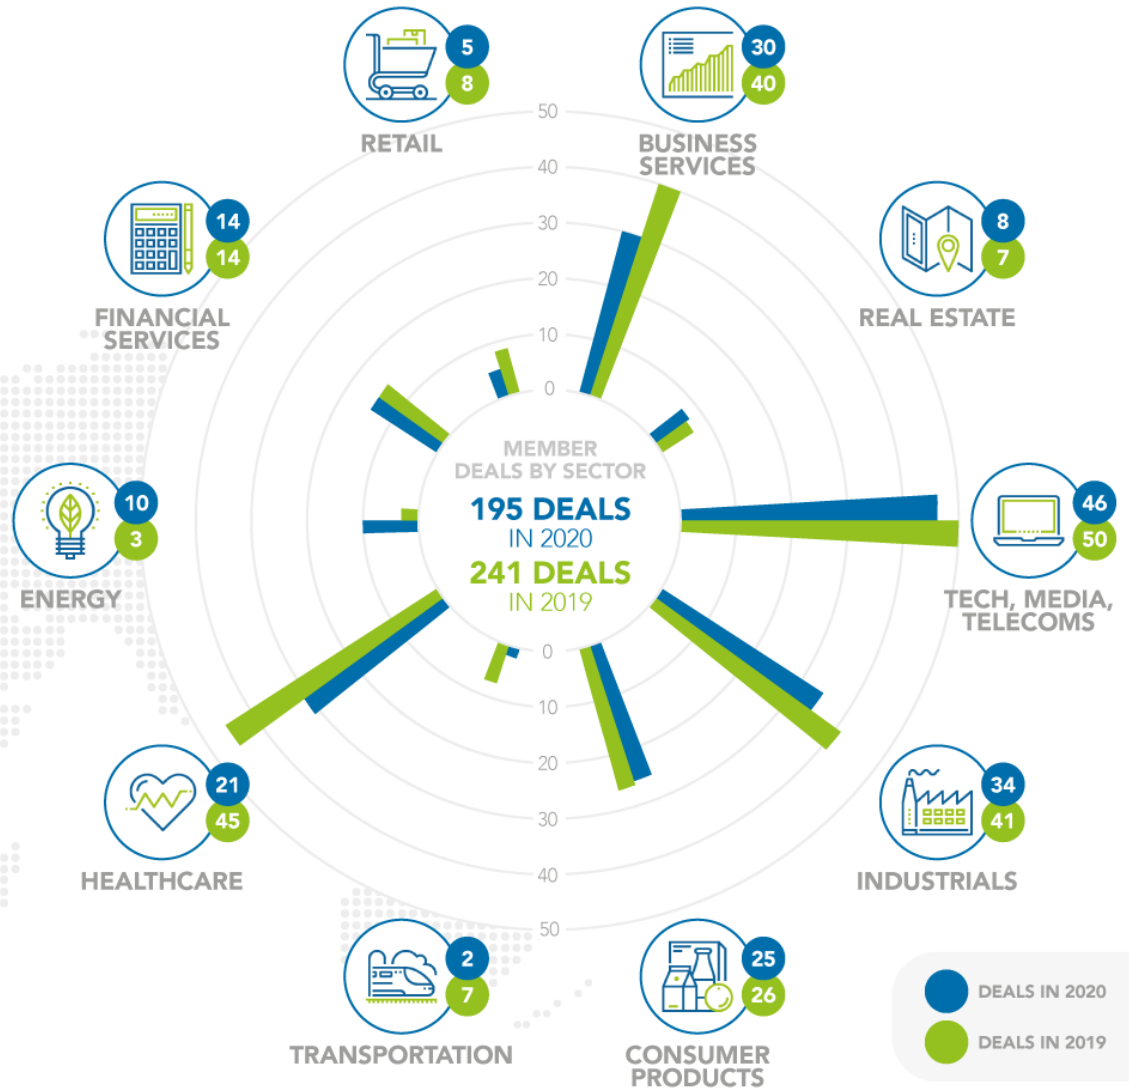 5
8
RETAIL
30
40
BUSINESS
SERVICES
50
40
30
20
10
0
14
14
FINANCIAL
SERVICES
8
7
REAL ESTATE
MEMBER
DEALS BY SECTOR
195 DEALS
IN 2020
241 DEALS
IN 2019
10
3
ENERGY
46
50
TECH, MEDIA,
TELECOMS
0
10
20
30
40
50
21
45
HEALTHCARE
34
41
INDUSTRIALS
2
7
TRANSPORTATION
25
26
CONSUMER
PRODUCTS
DEALS IN 2020
DEALS IN 2019